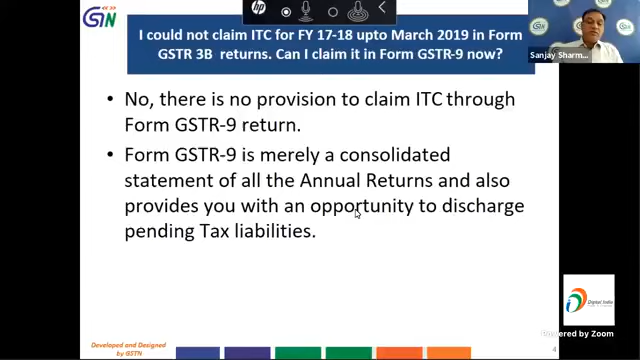 GSTN
I could not claim ITC for FY 17-18 upto March 2019 in Form
GSTR 3B returns. Can I claim it in Form GSTR-9 now?
hp
Sanjay Sharm...
• No, there is no provision to claim ITC through
Form GSTR-9 return.
• Form GSTR-9 is merely a consolidated
statement of all the Annual Returns and also
provides you with an opportunity to discharge
pending Tax liabilities.
Digital India
Powered by Zoom
Developed and Designed
by GSTN
4